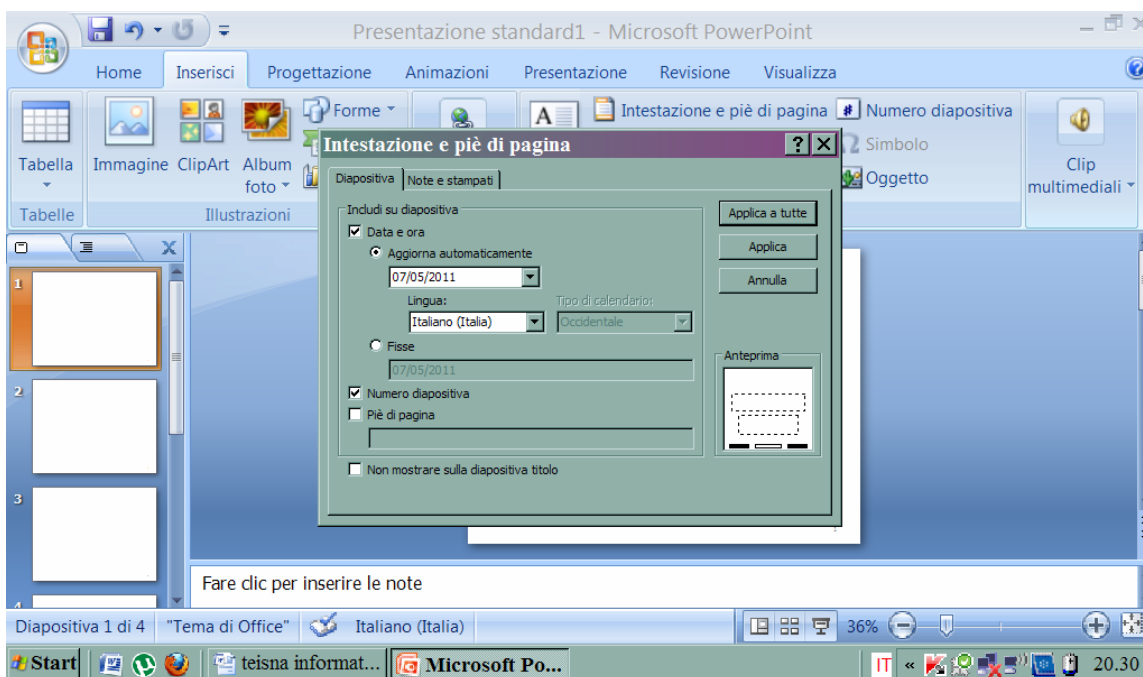 Presentazione standard1 - Microsoft PowerPoint
Home Inserisci Progettazione Animazioni Presentazione Revisione Visualizza
Tabella
Tabelle
Immagine ClipArt Album foto
Forme
Illustrazioni
Intestazione e piè di pagina
Numero diapositiva
Simbolo
Oggetto
Clip multimediali
Intestazione e piè di pagina
Diapositiva Note e stampati
Includi su diapositiva
Data e ora
Aggiorna automaticamente
07/05/2011
Lingua: Tipo di calendario:
Italiano (Italia) Occidentale
Fisse
07/05/2011
Numero diapositiva
Piè di pagina
Non mostrare sulla diapositiva titolo
Applica a tutte
Applica
Annulla
Anteprima
1
2
3
4
1
Fare clic per inserire le note
Diapositiva 1 di 4 "Tema di Office" Italiano (Italia) 36%
Start teisna informat... Microsoft Po... IT « 20.30